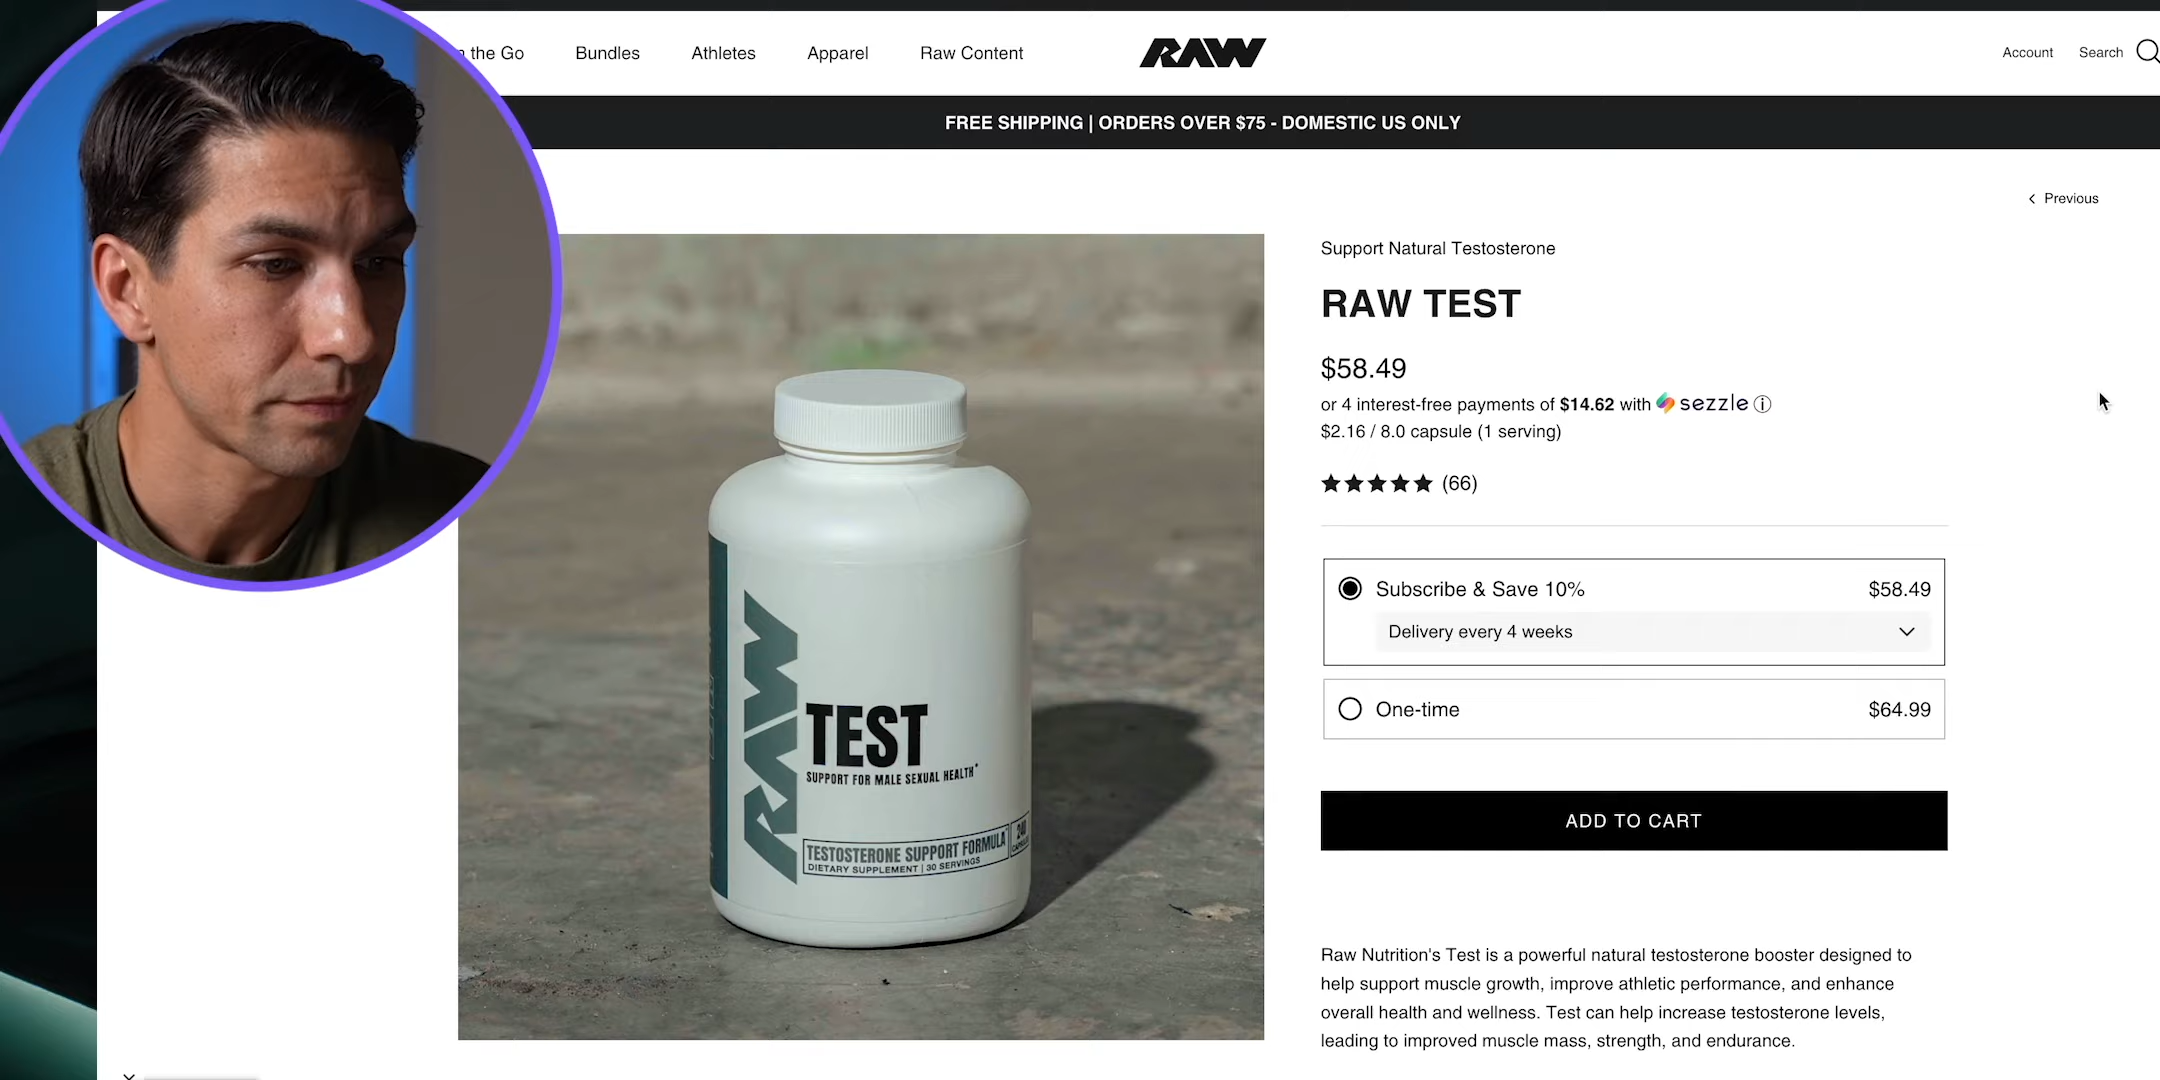 the Go
Bundles
Athletes
Apparel
Raw Content
RAW
Account
Search
FREE SHIPPING | ORDERS OVER $75 - DOMESTIC US ONLY
Previous
Support Natural Testosterone
RAW TEST
$58.49
or 4 interest-free payments of $14.62 with sezzle
$2.16 / 8.0 capsule (1 serving)
(66)
Subscribe & Save 10% $58.49
Delivery every 4 weeks
One-time $64.99
ADD TO CART
Raw Nutrition's Test is a powerful natural testosterone booster designed to
help support muscle growth, improve athletic performance, and enhance
overall health and wellness. Test can help increase testosterone levels,
leading to improved muscle mass, strength, and endurance.
RAW
TEST
SUPPORT FOR MALE SEXUAL HEALTH*
TESTOSTERONE SUPPORT FORMULA
240
CAPSULES
DIETARY SUPPLEMENT | 30 SERVINGS